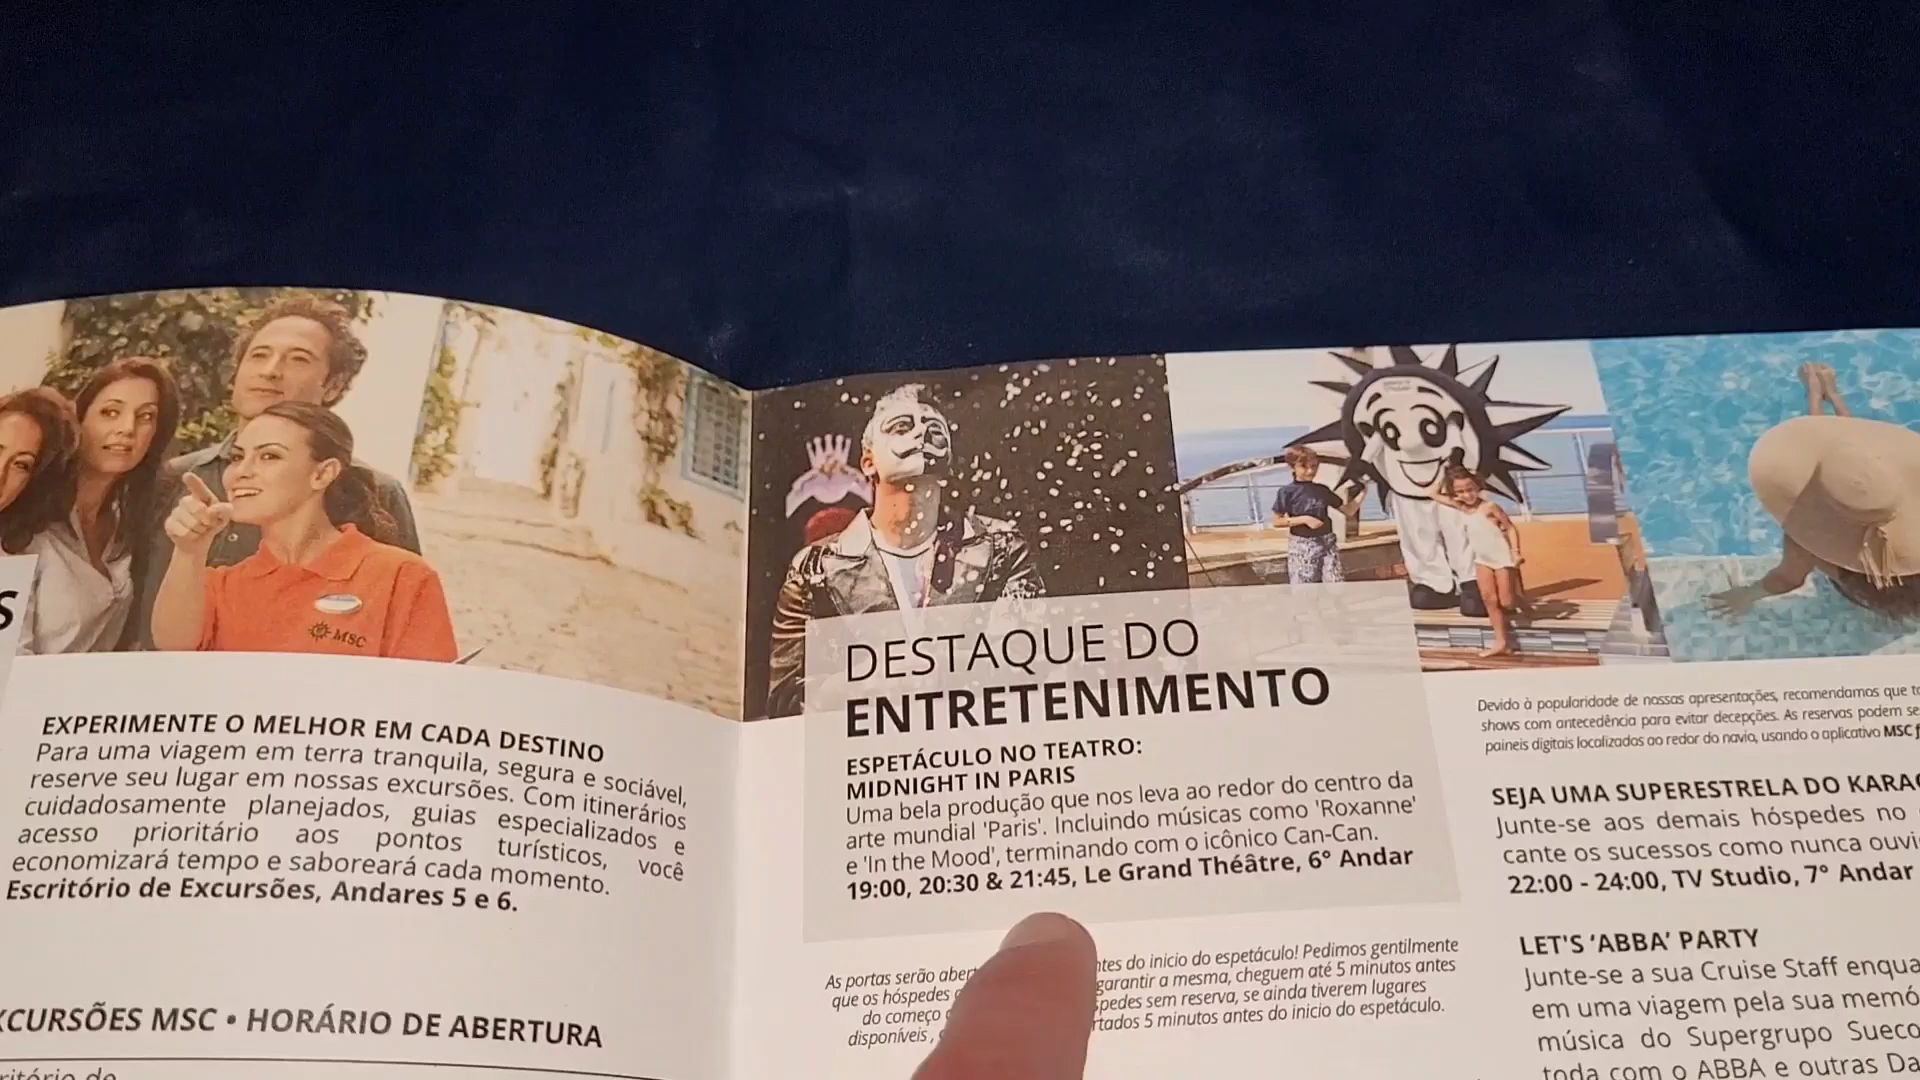 S
MSC
EXPERIMENTE O MELHOR EM CADA DESTINO
Para uma viagem em terra tranquila, segura e sociável,
reserve seu lugar em nossas excursões. Com itinerários
cuidadosamente planejados, guias especializados e
acesso prioritário aos pontos turísticos, você
economizará tempo e saboreará cada momento.
Escritório de Excursões, Andares 5 e 6.
XCURSÕES MSC • HORÁRIO DE ABERTURA
DESTAQUE DO
ENTRETENIMENTO
ESPETÁCULO NO TEATRO:
MIDNIGHT IN PARIS
Uma bela produção que nos leva ao redor do centro da
arte mundial 'Paris'. Incluindo músicas como 'Roxanne'
e 'In the Mood', terminando com o icônico Can-Can.
19:00, 20:30 & 21:45, Le Grand Théâtre, 6° Andar
As portas serão aber ntes do inicio do espetáculo! Pedimos gentilmente
que os hóspedes garantir a mesma, cheguem até 5 minutos antes
do começo spedes sem reserva, se ainda tiverem lugares
disponíveis , rtados 5 minutos antes do inicio do espetáculo.
Devido à popularidade de nossas apresentações, recomendamos que
shows com antecedência para evitar decepções. As reservas podem se
paineis digitais localizados ao redor do navio, usando o aplicativo MSC
SEJA UMA SUPERESTRELA DO KARAO
Junte-se aos demais hóspedes no
cante os sucessos como nunca ouvi
22:00 - 24:00, TV Studio, 7° Andar
LET'S 'ABBA' PARTY
Junte-se a sua Cruise Staff enqua
em uma viagem pela sua memó
música do Supergrupo Sueco
toda com o ABBA e outras Da